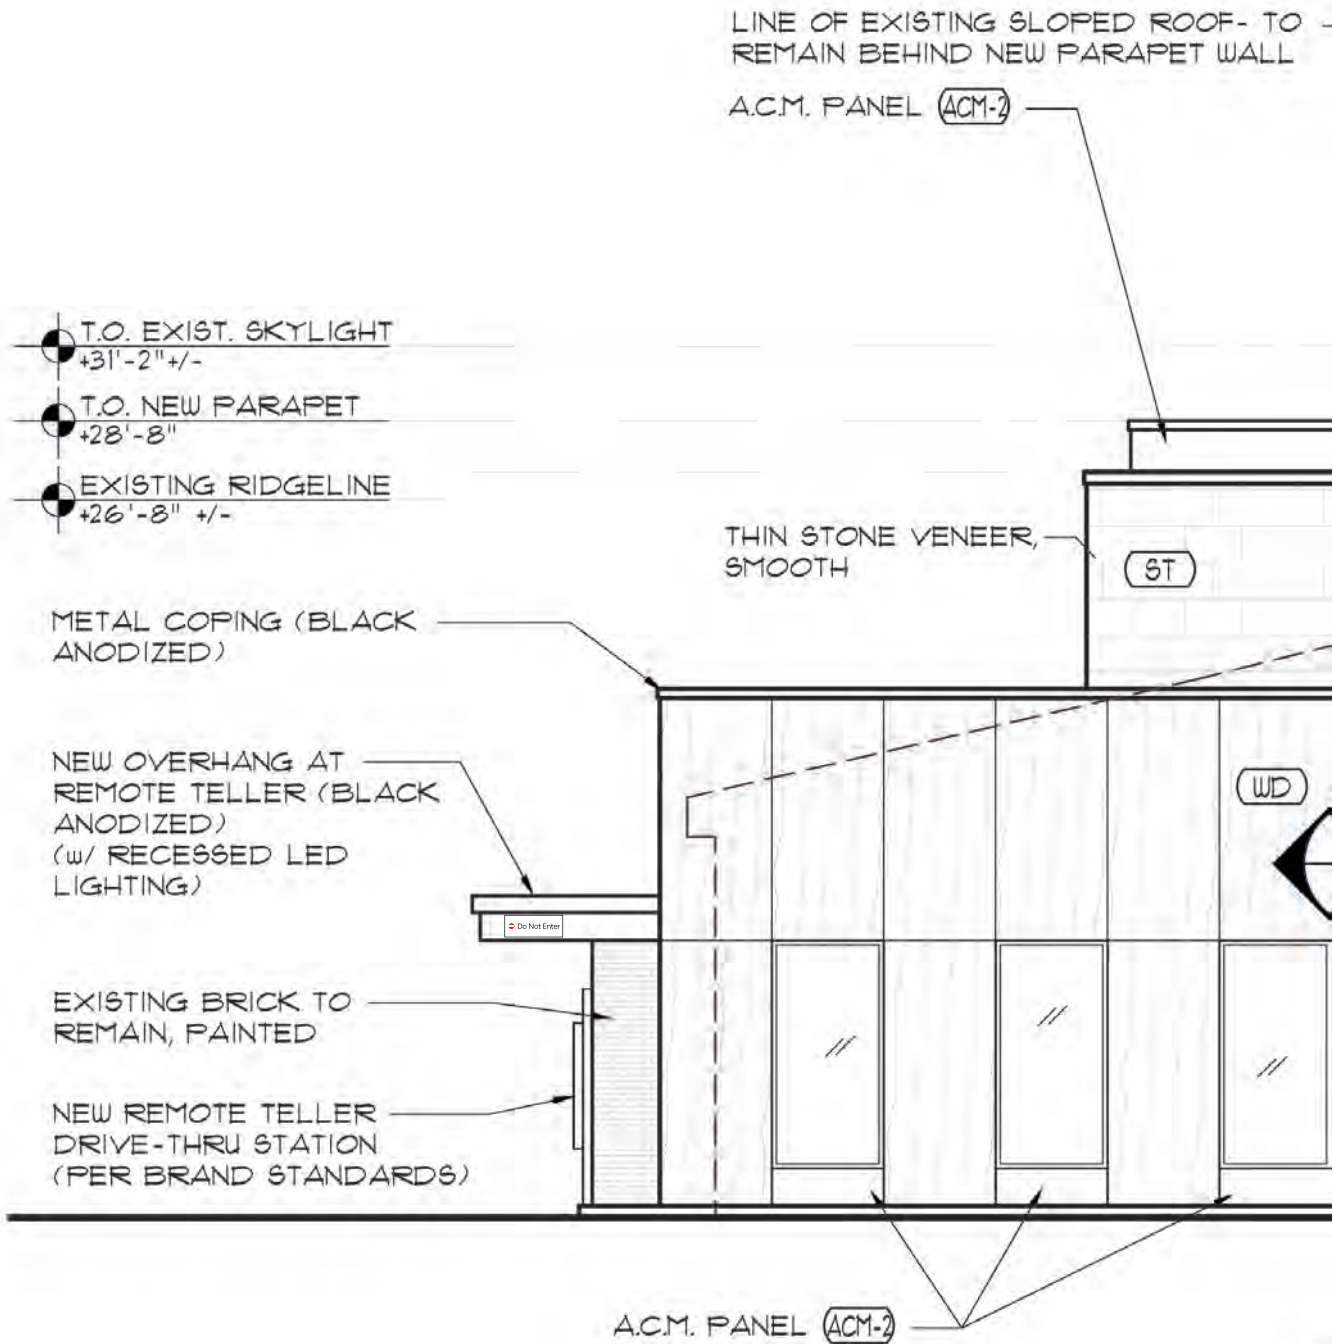 LINE OF EXISTING SLOPED ROOF- TO
REMAIN BEHIND NEW PARAPET WALL
A.C.M. PANEL ACM-2
T.O. EXIST. SKYLIGHT
+31'-2"+/-
T.O. NEW PARAPET
+28'-8"
EXISTING RIDGELINE
+26'-8" +/-
THIN STONE VENEER,
SMOOTH
ST
METAL COPING (BLACK
ANODIZED)
NEW OVERHANG AT
REMOTE TELLER (BLACK
ANODIZED)
(w/ RECESSED LED
LIGHTING)
WD
Do Not Enter
EXISTING BRICK TO
REMAIN, PAINTED
NEW REMOTE TELLER
DRIVE-THRU STATION
(PER BRAND STANDARDS)
A.C.M. PANEL ACM-2